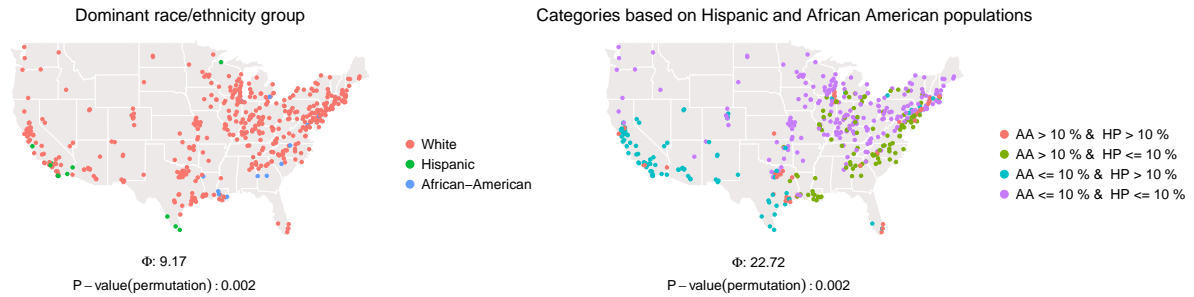 Dominant race/ethnicity group
White
Hispanic
African−American
Φ: 9.17
P − value(permutation) : 0.002
Categories based on Hispanic and African American populations
AA > 10 % & HP > 10 %
AA > 10 % & HP <= 10 %
AA <= 10 % & HP > 10 %
AA <= 10 % & HP <= 10 %
Φ: 22.72
P − value(permutation) : 0.002